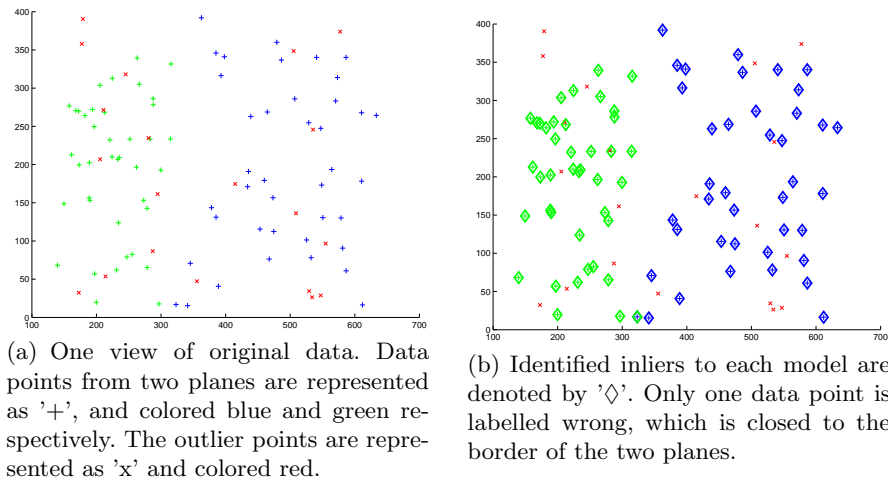 400
350
300
250
200
150
100
50
0
100 200 300 400 500 600 700
(a) One view of original data. Data
points from two planes are represented
as '+', and colored blue and green re-
spectively. The outlier points are repre-
sented as 'x' and colored red.
400
350
300
250
200
150
100
50
0
100 200 300 400 500 600 700
(b) Identified inliers to each model are
denoted by '◊'. Only one data point is
labelled wrong, which is closed to the
border of the two planes.